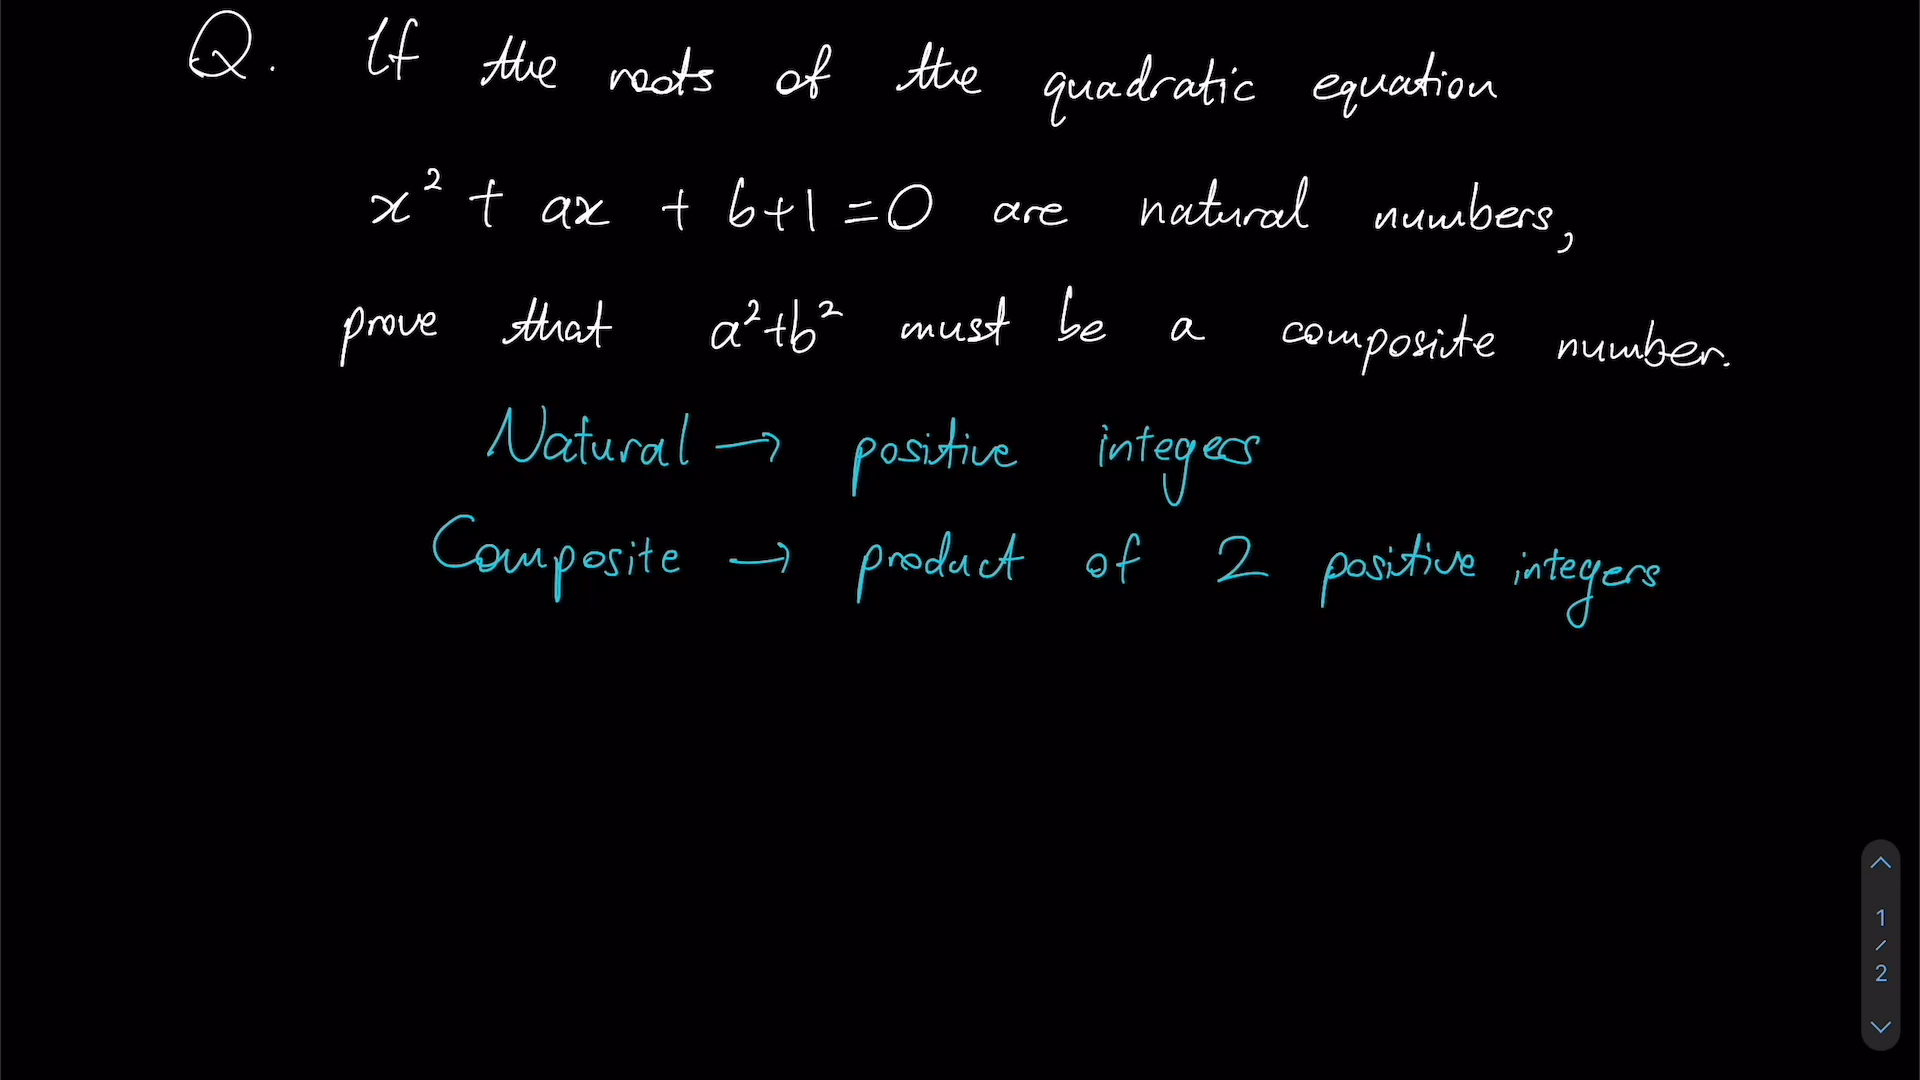 Q. If the roots of the quadratic equation
x² + ax + b+1=0 are natural numbers,
prove that a²+b² must be a composite number.
Natural → positive integers
Composite → product of 2 positive integers
1
/
2